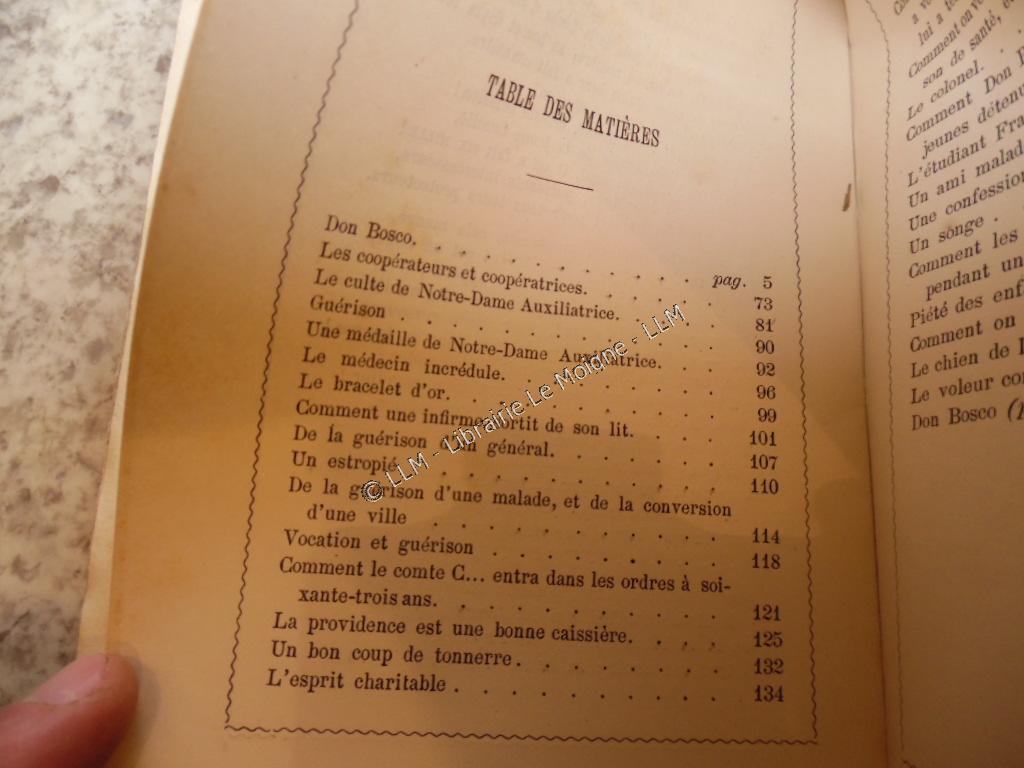 TABLE DES MATIÈRES
Don Bosco. pag. 5
Les coopérateurs et coopératrices. 73
Le culte de Notre-Dame Auxiliatrice. 81
Guérison 90
Une médaille de Notre-Dame Auxiliatrice. 92
Le médecin incrédule. 96
Le bracelet d'or. 99
Comment une infirme sortit de son lit. 101
De la guérison d'un général. 107
Un estropié 110
De la guérison d'une malade, et de la conversion
d'une ville 114
Vocation et guérison 118
Comment le comte C... entra dans les ordres à soi-
xante-trois ans. 121
La providence est une bonne caissière. 125
Un bon coup de tonnerre. 132
L'esprit charitable. 134
© LLM - Librairie Le Moigne - LLM
lui a
Comment on
son de santé,
Le colonel.
Comment Don
jeunes
L'étudiant
Un ami
Une confession
Un songe.
Comment les
pendant un
Piété des
Comment on
Le chien de
Le voleur
Don Bosco